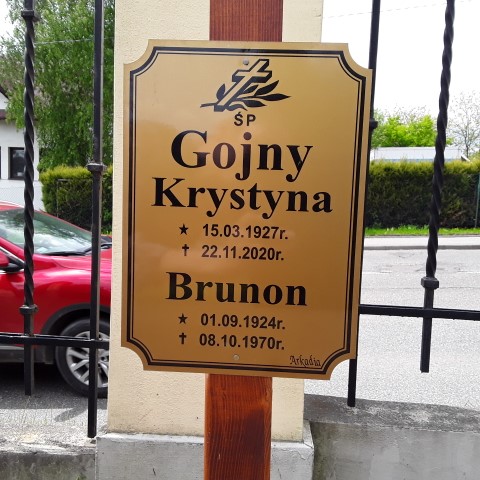 ŚP
Gojny
Krystyna
★ 15.03.1927r.
† 22.11.2020r.
Brunon
★ 01.09.1924r.
† 08.10.1970r.
Arkadia